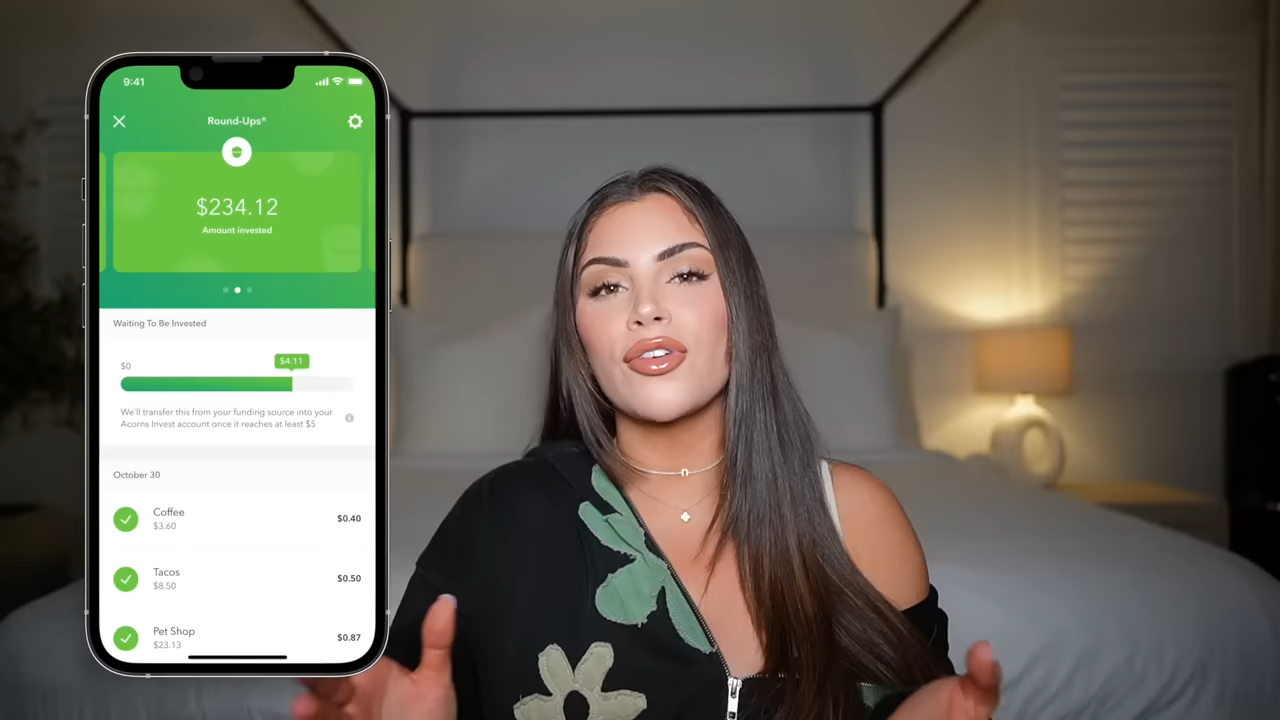 9:41
Round-Ups®
$234.12
Amount invested
Waiting To Be Invested
$4.11
$0
We'll transfer this from your funding source into your
Acorns Invest account once it reaches at least $5
October 30
Coffee
$3.60
$0.40
Tacos
$8.50
$0.50
Pet Shop
$23.13
$0.87